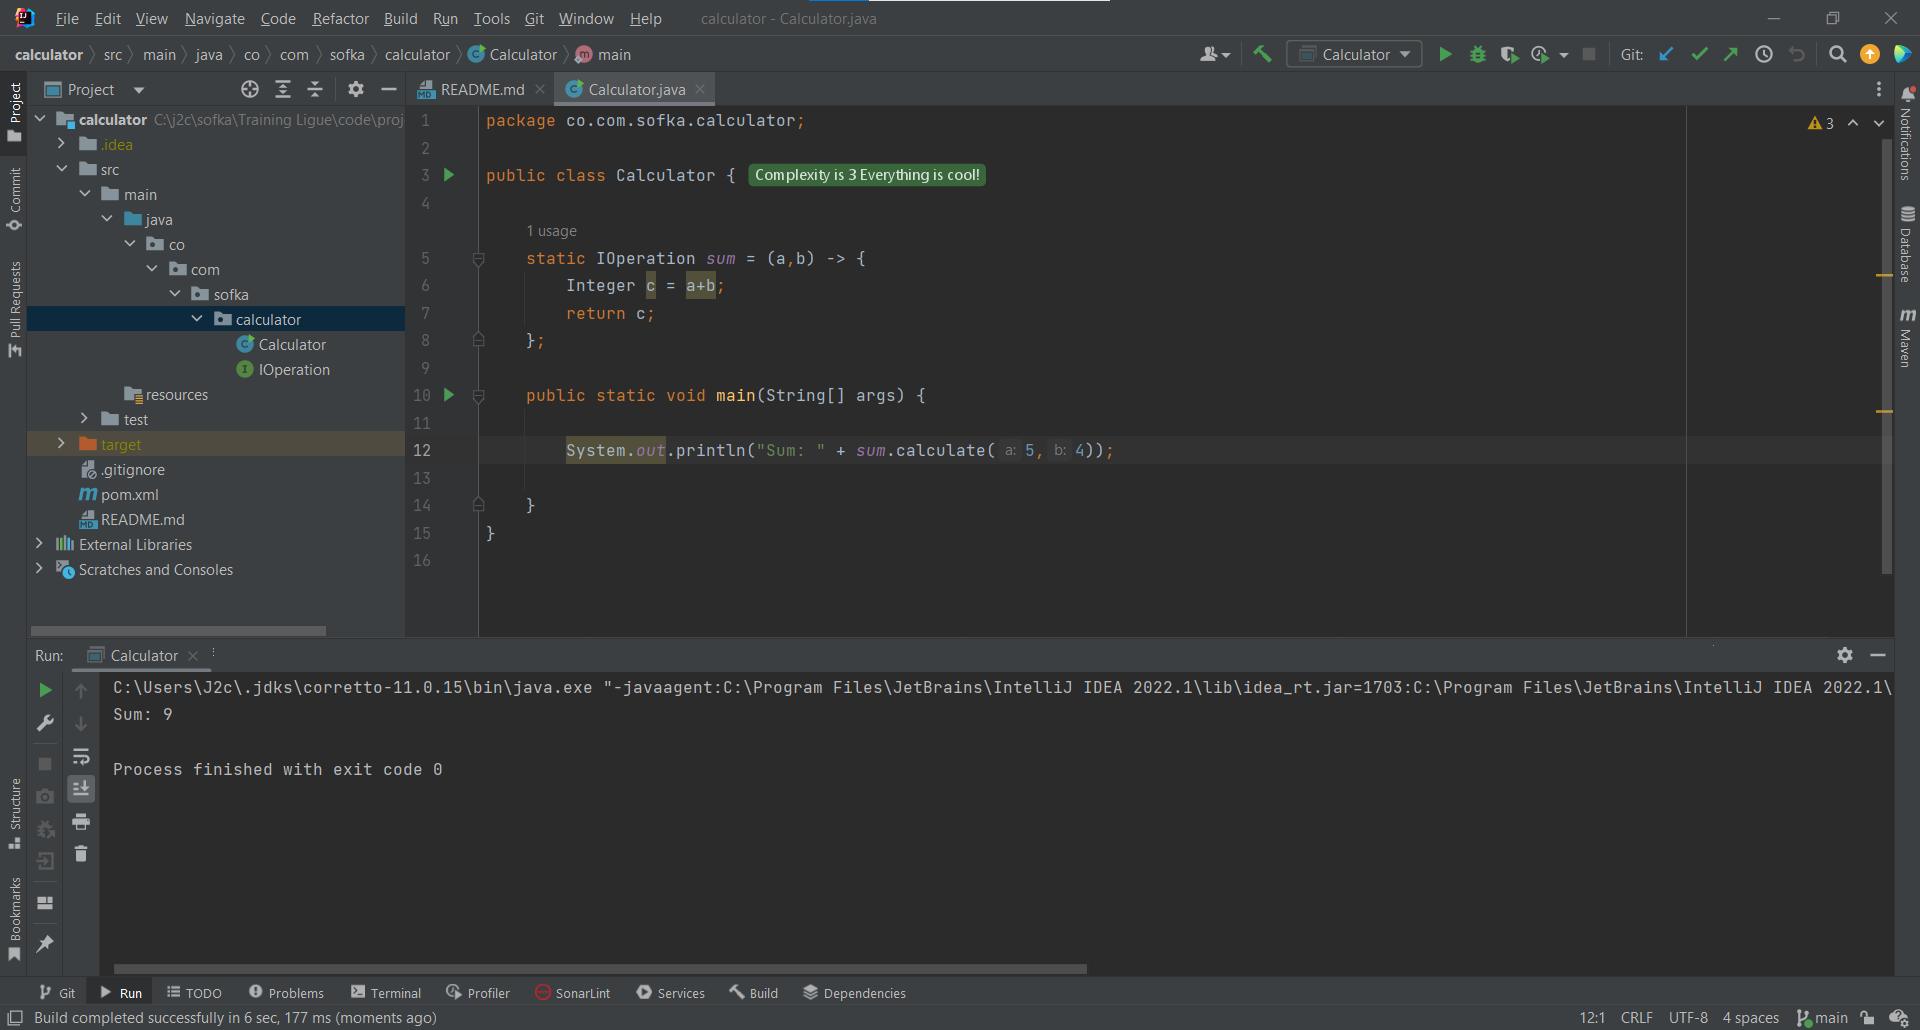 File Edit View Navigate Code Refactor Build Run Tools Git Window Help calculator - Calculator.java
calculator src main java co com sofka calculator Calculator main
Calculator Git:
Project
README.md Calculator.java
Project
Commit
Pull Requests
Structure
Bookmarks
calculator C:\j2c\sofka\Training Ligue\code\proj
.idea
src
main
java
co
com
sofka
calculator
Calculator
IOperation
resources
test
target
.gitignore
pom.xml
README.md
External Libraries
Scratches and Consoles
1 package co.com.sofka.calculator;
2
3 public class Calculator { Complexity is 3 Everything is cool!
4
1 usage
5 static IOperation sum = (a,b) -> {
6 Integer c = a+b;
7 return c;
8 };
9
10 public static void main(String[] args) {
11
12 System.out.println("Sum: " + sum.calculate( a: 5, b: 4));
13
14 }
15 }
16
3
Notifications
Database
Maven
Run: Calculator
C:\Users\J2c\.jdks\corretto-11.0.15\bin\java.exe "-javaagent:C:\Program Files\JetBrains\IntelliJ IDEA 2022.1\lib\idea_rt.jar=1703:C:\Program Files\JetBrains\IntelliJ IDEA 2022.1\
Sum: 9
Process finished with exit code 0
Git Run TODO Problems Terminal Profiler SonarLint Services Build Dependencies
Build completed successfully in 6 sec, 177 ms (moments ago) 12:1 CRLF UTF-8 4 spaces main